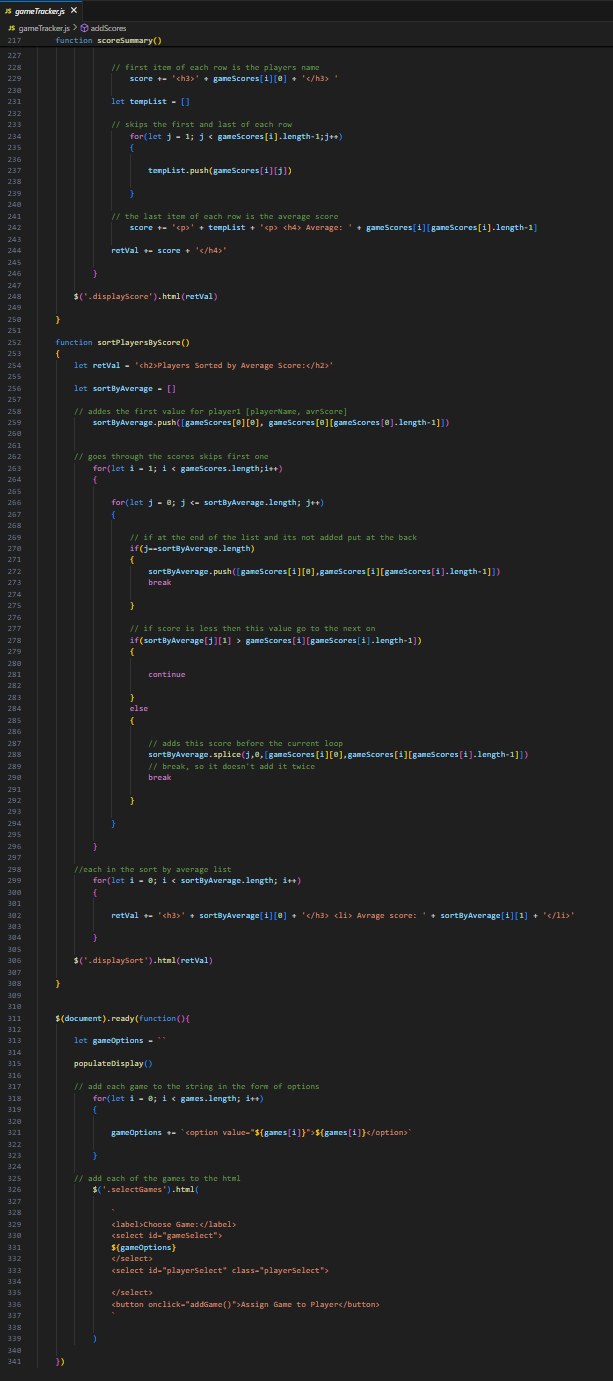 JS gameTracker.js ×
JS gameTracker.js > addScores
217 function scoreSummary()
227
228 // first item of each row is the players name
229 score += '<h3>' + gameScores[i][0] + '</h3> '
230
231 let tempList = []
232
233 // skips the first and last of each row
234 for(let j = 1; j < gameScores[i].length-1;j++)
235 {
236
237 tempList.push(gameScores[i][j])
238
239 }
240
241 // the last item of each row is the average score
242 score += '<p>' + tempList + '<p> <h4> Average: ' + gameScores[i][gameScores[i].length-1]
243
244 retVal += score + '</h4>'
245
246 }
247
248 $('.displayScore').html(retVal)
249
250 }
251
252 function sortPlayersByScore()
253 {
254 let retVal = '<h2>Players Sorted by Average Score:</h2>'
255
256 let sortByAverage = []
257
258 // addes the first value for player1 [playerName, avrScore]
259 sortByAverage.push([gameScores[0][0], gameScores[0][gameScores[0].length-1]])
260
261
262 // goes through the scores skips first one
263 for(let i = 1; i < gameScores.length;i++)
264 {
265
266 for(let j = 0; j <= sortByAverage.length; j++)
267 {
268
269 // if at the end of the list and its not added put at the back
270 if(j==sortByAverage.length)
271 {
272 sortByAverage.push([gameScores[i][0],gameScores[i][gameScores[i].length-1]])
273 break
274
275 }
276
277 // if score is less then this value go to the next on
278 if(sortByAverage[j][1] > gameScores[i][gameScores[i].length-1])
279 {
280
281 continue
282
283 }
284 else
285 {
286
287 // adds this score before the current loop
288 sortByAverage.splice(j,0,[gameScores[i][0],gameScores[i][gameScores[i].length-1]])
289 // break, so it doesn't add it twice
290 break
291
292 }
293
294 }
295
296 }
297
298 //each in the sort by average list
299 for(let i = 0; i < sortByAverage.length; i++)
300 {
301
302 retVal += '<h3>' + sortByAverage[i][0] + '</h3> <li> Avrage score: ' + sortByAverage[i][1] + '</li>'
303
304 }
305
306 $('.displaySort').html(retVal)
307
308 }
309
310
311 $(document).ready(function(){
312
313 let gameOptions = ``
314
315 populateDisplay()
316
317 // add each game to the string in the form of options
318 for(let i = 0; i < games.length; i++)
319 {
320
321 gameOptions += `<option value="${games[i]}">${games[i]}</option>`
322
323 }
324
325 // add each of the games to the html
326 $('.selectGames').html(
327
328 `
329 <label>Choose Game:</label>
330 <select id="gameSelect">
331 ${gameOptions}
332 </select>
333 <select id="playerSelect" class="playerSelect">
334
335 </select>
336 <button onclick="addGame()">Assign Game to Player</button>
337 `
338
339 )
340
341 })